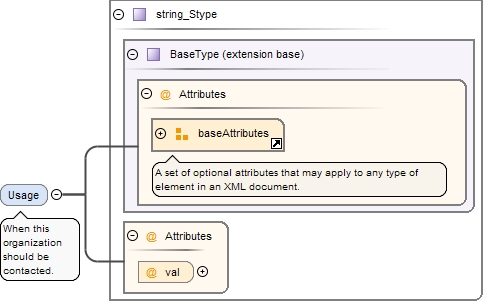 string_Stype
BaseType (extension base)
@ Attributes
baseAttributes
A set of optional attributes that may apply to any type of
element in an XML document.
Usage
When this
organization
should be
contacted.
@ Attributes
@ val